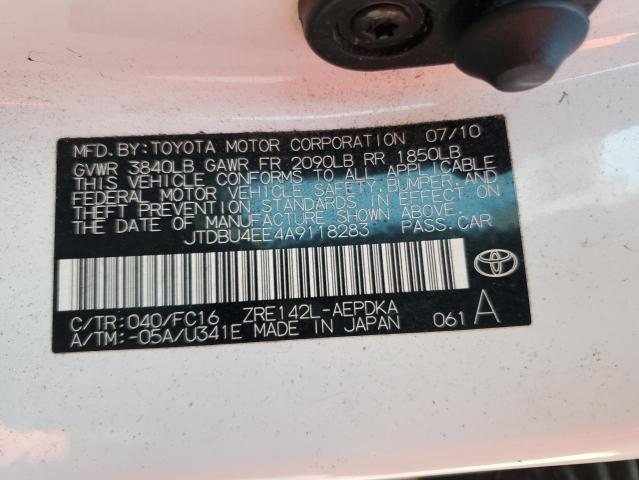 MFD. BY: TOYOTA MOTOR CORPORATION 07/10
GVWR 3840LB GAWR FR 2090LB RR 1850LB
THIS VEHICLE CONFORMS TO ALL APPLICABLE
FEDERAL MOTOR VEHICLE SAFETY, BUMPER, AND
THEFT PREVENTION STANDARDS IN EFFECT ON
THE DATE OF MANUFACTURE SHOWN ABOVE.
JTDBU4EE4A9118283 PASS. CAR
C/TR: 040/FC16 ZRE142L-AEPDKA
A/TM: -05A/U341E MADE IN JAPAN 061 A